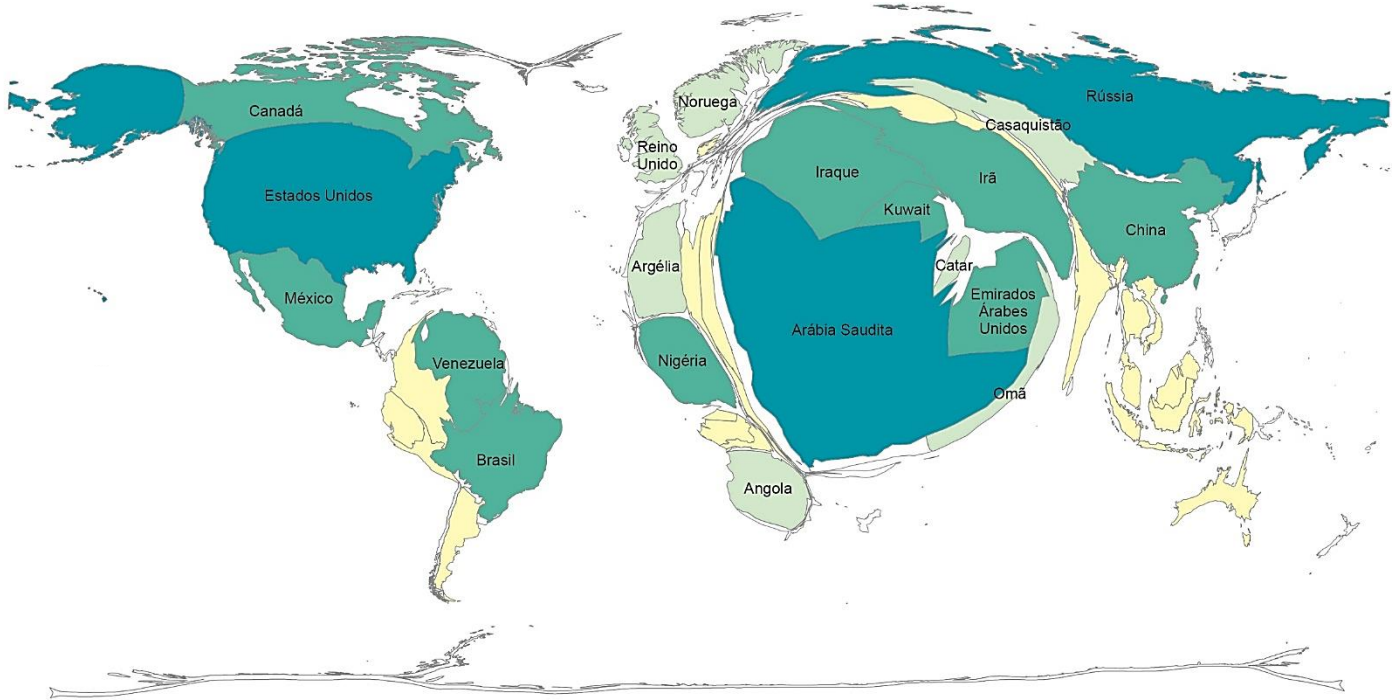 Canadá
Estados Unidos
México
Venezuela
Brasil
Noruega
Reino
Unido
Argélia
Nigéria
Angola
Rússia
Casaquistão
Iraque
Irã
Kuwait
Catar
Emirados
Árabes
Unidos
Arábia Saudita
Omã
China